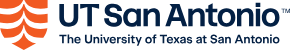 UT San Antonio™
The University of Texas at San Antonio